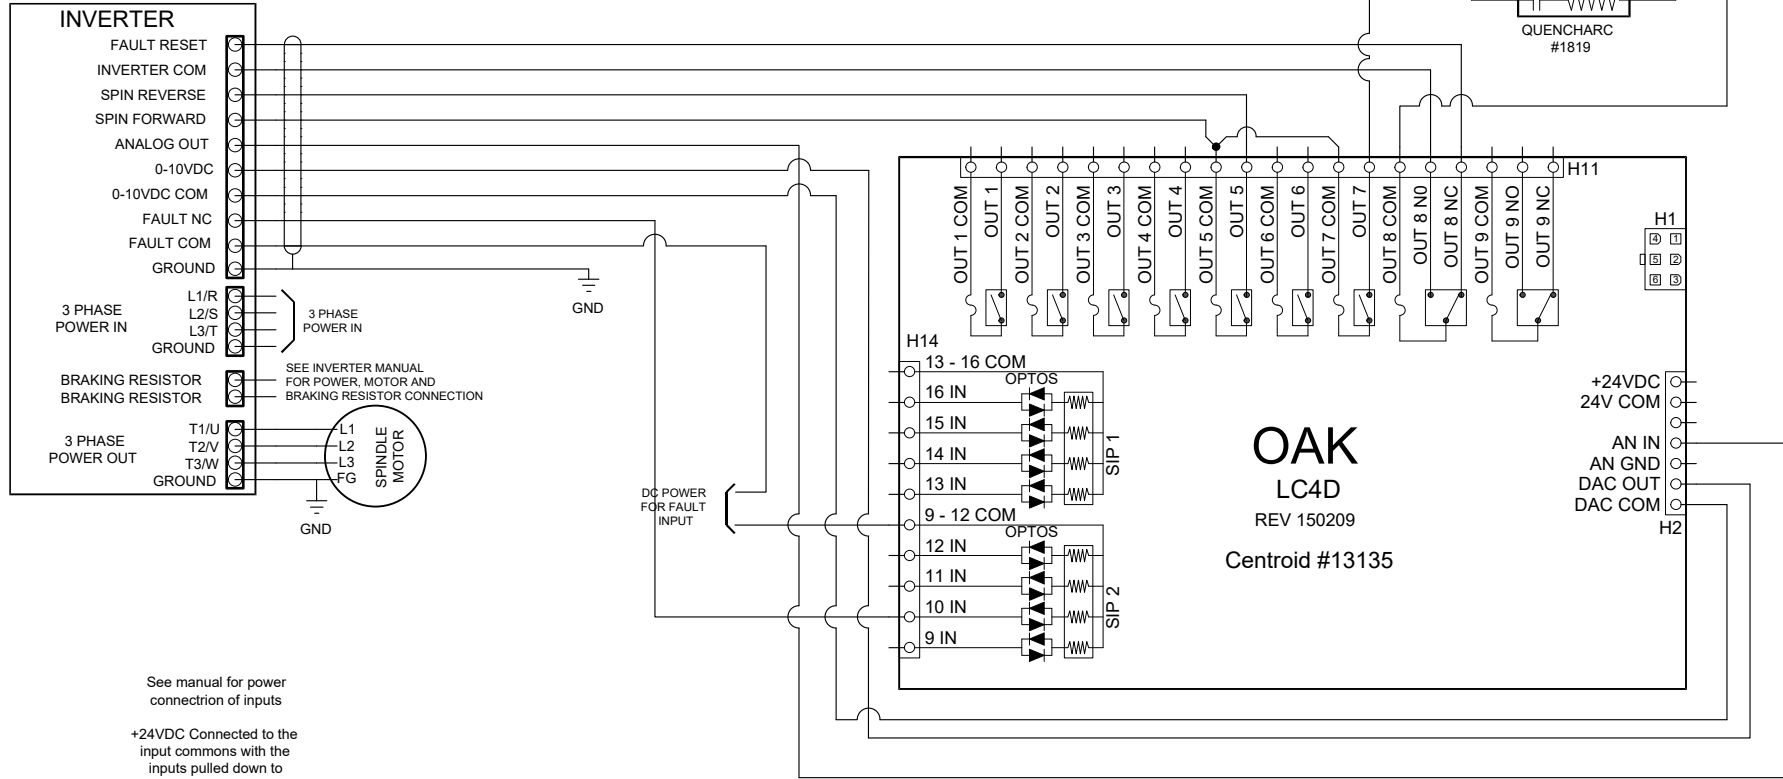 INVERTER
FAULT RESET
INVERTER COM
SPIN REVERSE
SPIN FORWARD
ANALOG OUT
0-10VDC
0-10VDC COM
FAULT NC
FAULT COM
GROUND
GND
3 PHASE
POWER IN
L1/R
L2/S
L3/T
GROUND
3 PHASE
POWER IN
BRAKING RESISTOR
BRAKING RESISTOR
SEE INVERTER MANUAL
FOR POWER, MOTOR AND
BRAKING RESISTOR CONNECTION
3 PHASE
POWER OUT
T1/U
T2/V
T3/W
GROUND
L1
L2
L3
FG
SPINDLE
MOTOR
GND
See manual for power
connectrion of inputs
+24VDC Connected to the
input commons with the
inputs pulled down to
DC POWER
FOR FAULT
INPUT
QUENCHARC
#1819
H11
OUT 1 COM
OUT 1
OUT 2 COM
OUT 2
OUT 3 COM
OUT 3
OUT 4 COM
OUT 4
OUT 5 COM
OUT 5
OUT 6 COM
OUT 6
OUT 7 COM
OUT 7
OUT 8 COM
OUT 8 N0
OUT 8 NC
OUT 9 COM
OUT 9 NO
OUT 9 NC
H1
4 1
5 2
6 3
H14
13 - 16 COM
OPTOS
16 IN
15 IN
14 IN
13 IN
SIP 1
9 - 12 COM
OPTOS
12 IN
11 IN
10 IN
9 IN
SIP 2
OAK
LC4D
REV 150209
Centroid #13135
+24VDC
24V COM
AN IN
AN GND
DAC OUT
DAC COM
H2